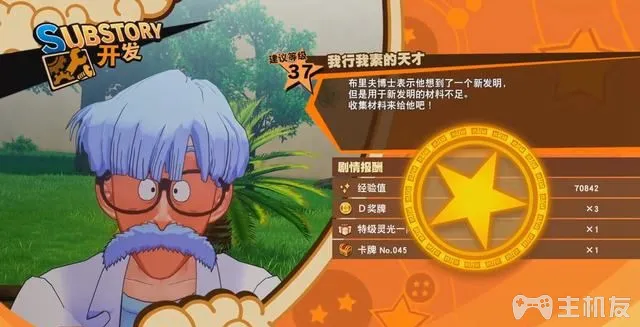 SUBSTORY
开发
建议等级
37
我行我素的天才
布里夫博士表示他想到了一个新发明，
但是用于新发明的材料不足。
收集材料来给他吧！
剧情报酬
经验值 70842
D奖牌 ×3
特级灵光一 ×1
卡牌 No.045 ×1
主机友